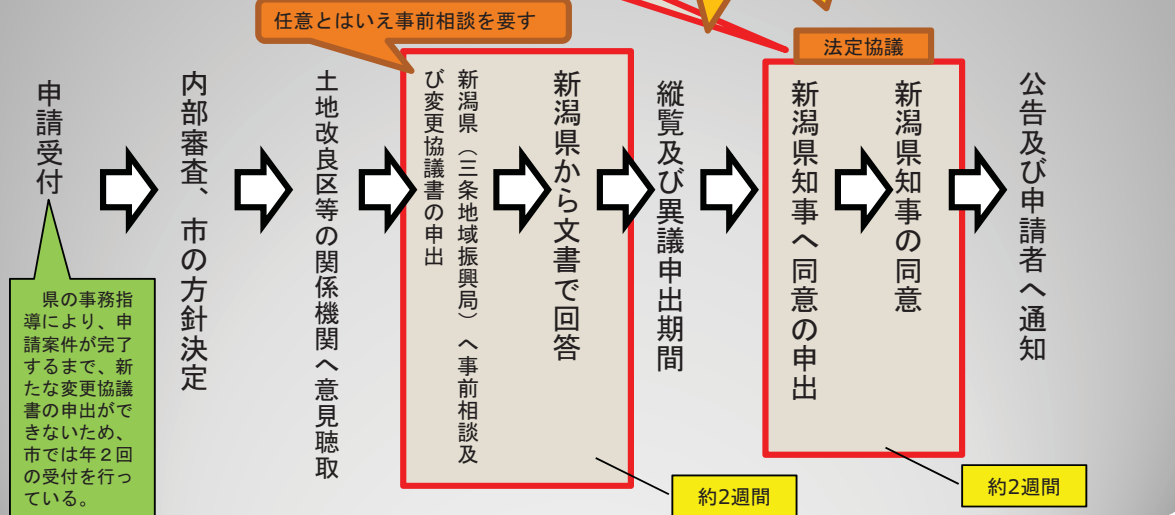 任意とはいえ事前相談を要す
法定協議
申請受付
内部審査、市の方針決定
土地改良区等の関係機関へ意見聴取
新潟県（三条地域振興局）へ事前相談及
び変更協議書の申出
新潟県から文書で回答
縦覧及び異議申出期間
新潟県知事へ同意の申出
新潟県知事の同意
公告及び申請者へ通知
県の事務指
導により、申
請案件が完了
するまで、新
たな変更協議
書の申出がで
きないため、
市では年２回
の受付を行っ
ている。
約2週間
約2週間